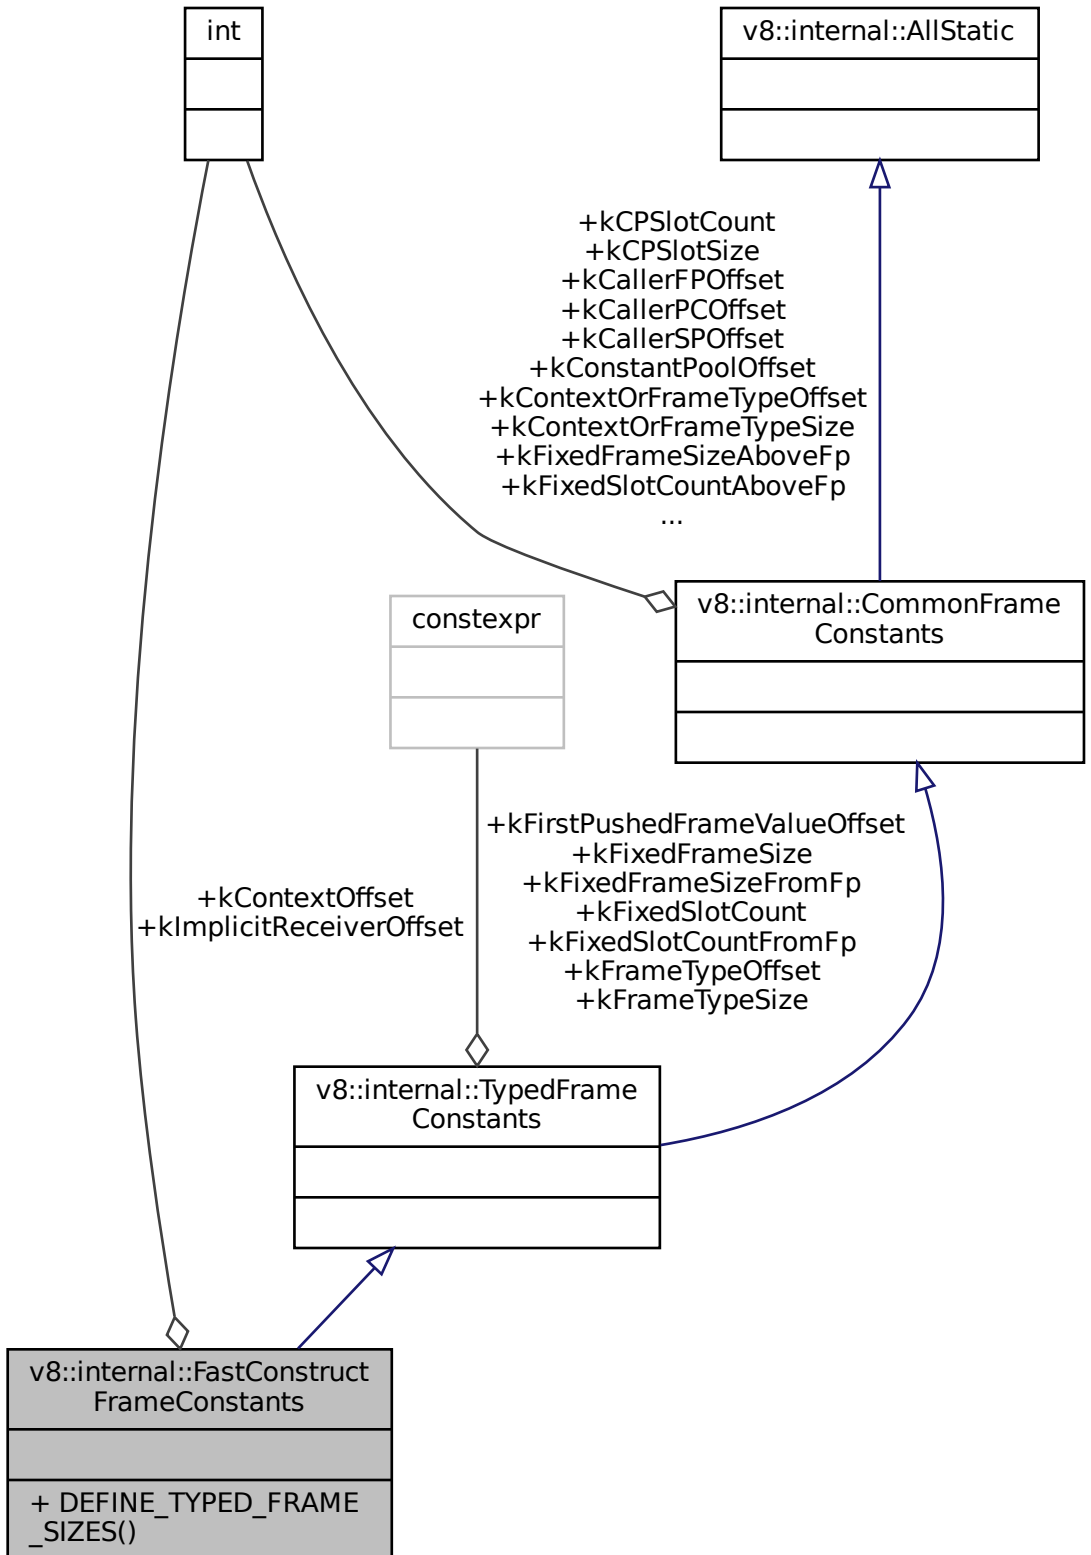 int
v8::internal::AllStatic
+kCPSlotCount
+kCPSlotSize
+kCallerFPOffset
+kCallerPCOffset
+kCallerSPOffset
+kConstantPoolOffset
+kContextOrFrameTypeOffset
+kContextOrFrameTypeSize
+kFixedFrameSizeAboveFp
+kFixedSlotCountAboveFp
...
v8::internal::CommonFrame
Constants
constexpr
+kFirstPushedFrameValueOffset
+kFixedFrameSize
+kFixedFrameSizeFromFp
+kFixedSlotCount
+kFixedSlotCountFromFp
+kFrameTypeOffset
+kFrameTypeSize
+kContextOffset
+kImplicitReceiverOffset
v8::internal::TypedFrame
Constants
v8::internal::FastConstruct
FrameConstants
+ DEFINE_TYPED_FRAME
_SIZES()